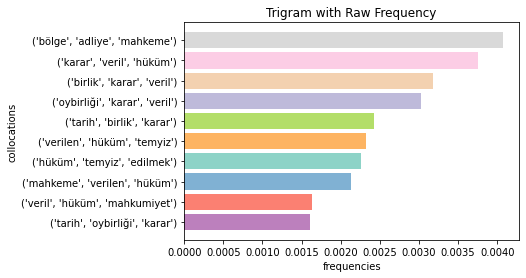 Trigram with Raw Frequency
('bölge', 'adliye', 'mahkeme')
('karar', 'veril', 'hüküm')
('birlik', 'karar', 'veril')
('oybirliği', 'karar', 'veril')
('tarih', 'birlik', 'karar')
('verilen', 'hüküm', 'temyiz')
('hüküm', 'temyiz', 'edilmek')
('mahkeme', 'verilen', 'hüküm')
('veril', 'hüküm', 'mahkumiyet')
('tarih', 'oybirliği', 'karar')
collocations
0.0000 0.0005 0.0010 0.0015 0.0020 0.0025 0.0030 0.0035 0.0040
frequencies